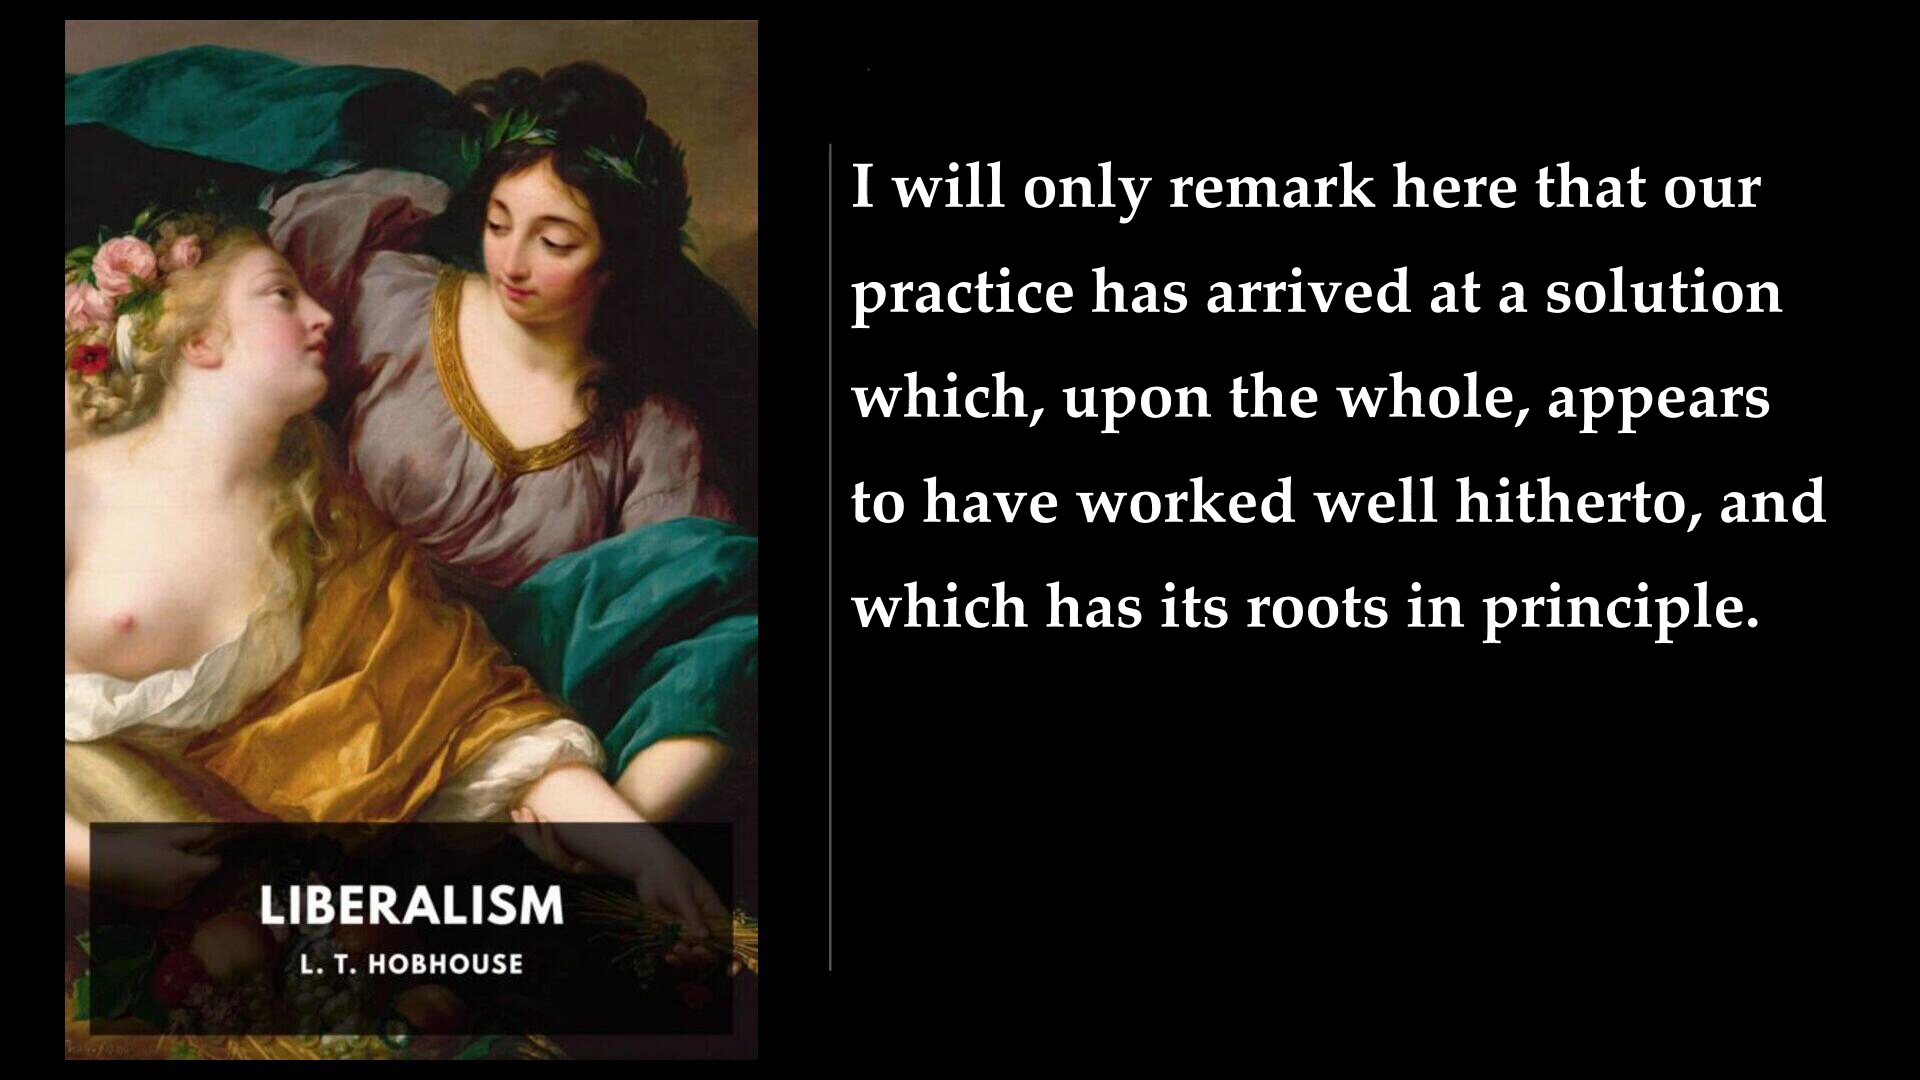 I will only remark here that our
practice has arrived at a solution
which, upon the whole, appears
to have worked well hitherto, and
which has its roots in principle.
LIBERALISM
L. T. HOBHOUSE